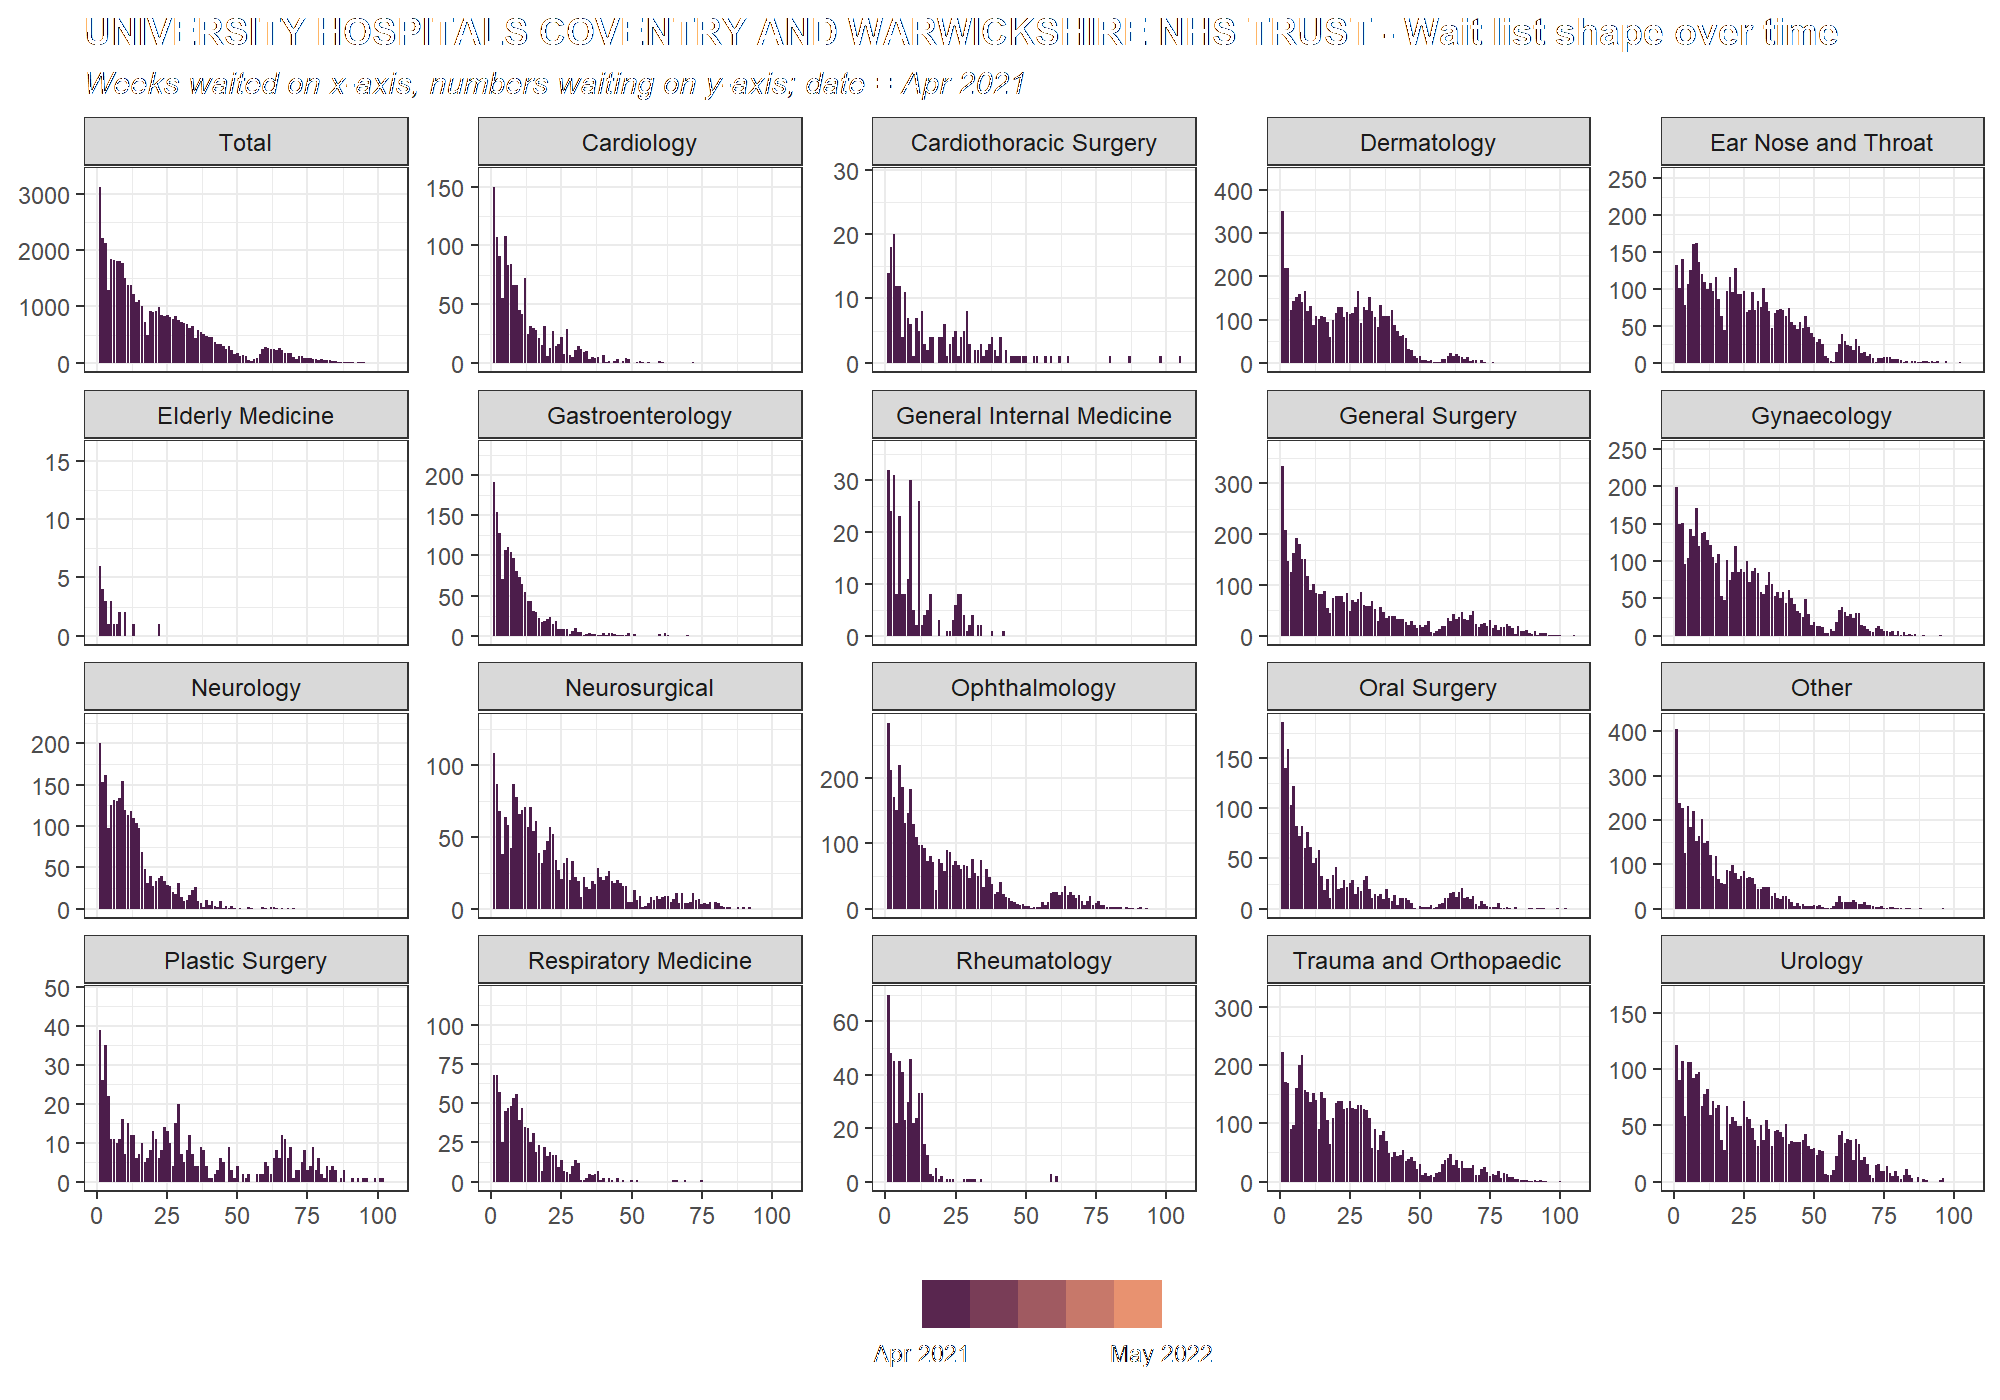 UNIVERSITY HOSPITALS COVENTRY AND WARWICKSHIRE NHS TRUST - Wait list shape over time
Weeks waited on x-axis, numbers waiting on y-axis; date = Apr 2021
Total Cardiology Cardiothoracic Surgery Dermatology Ear Nose and Throat
3000 2000 1000 0
150 100 50 0
30 20 10 0
400 300 200 100 0
250 200 150 100 50 0
Elderly Medicine Gastroenterology General Internal Medicine General Surgery Gynaecology
15 10 5 0
200 150 100 50 0
30 20 10 0
300 200 100 0
250 200 150 100 50 0
Neurology Neurosurgical Ophthalmology Oral Surgery Other
200 150 100 50 0
100 50 0
200 100 0
150 100 50 0
400 300 200 100 0
Plastic Surgery Respiratory Medicine Rheumatology Trauma and Orthopaedic Urology
50 40 30 20 10 0
100 75 50 25 0
60 40 20 0
300 200 100 0
150 100 50 0
0 25 50 75 100 0 25 50 75 100 0 25 50 75 100 0 25 50 75 100 0 25 50 75 100
Apr 2021 May 2022